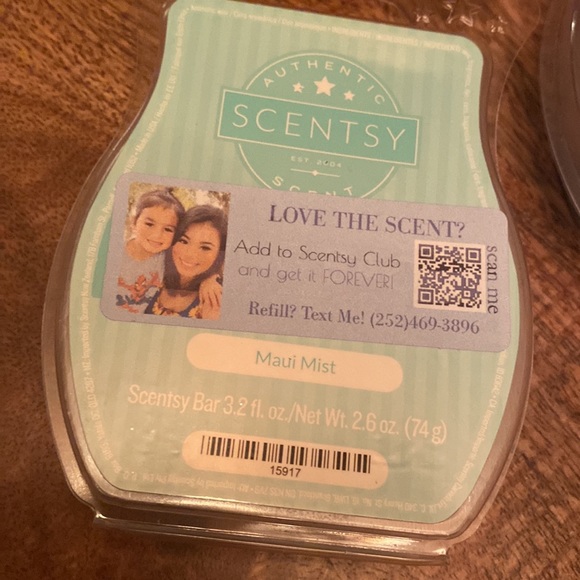 AUTHENTIC
SCENTSY
EST. 2004
SCENT
LOVE THE SCENT?
Add to Scentsy Club
and get it FOREVER!
scan me
Refill? Text Me! (252)469-3896
Maui Mist
Scentsy Bar 3.2 fl. oz./Net Wt. 2.6 oz. (74 g)
15917